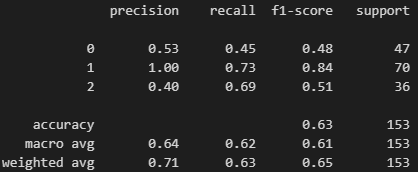 precision recall f1-score support
0 0.53 0.45 0.48 47
1 1.00 0.73 0.84 70
2 0.40 0.69 0.51 36
accuracy 0.63 153
macro avg 0.64 0.62 0.61 153
weighted avg 0.71 0.63 0.65 153